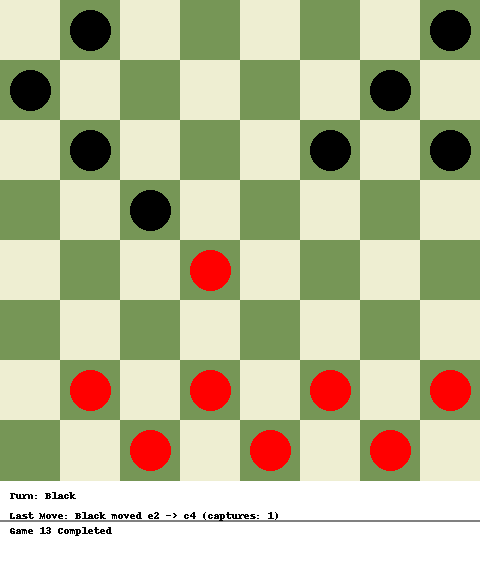 Turn: Black
Last Move: Black moved e2 -> c4 (captures: 1)
Game 13 Completed